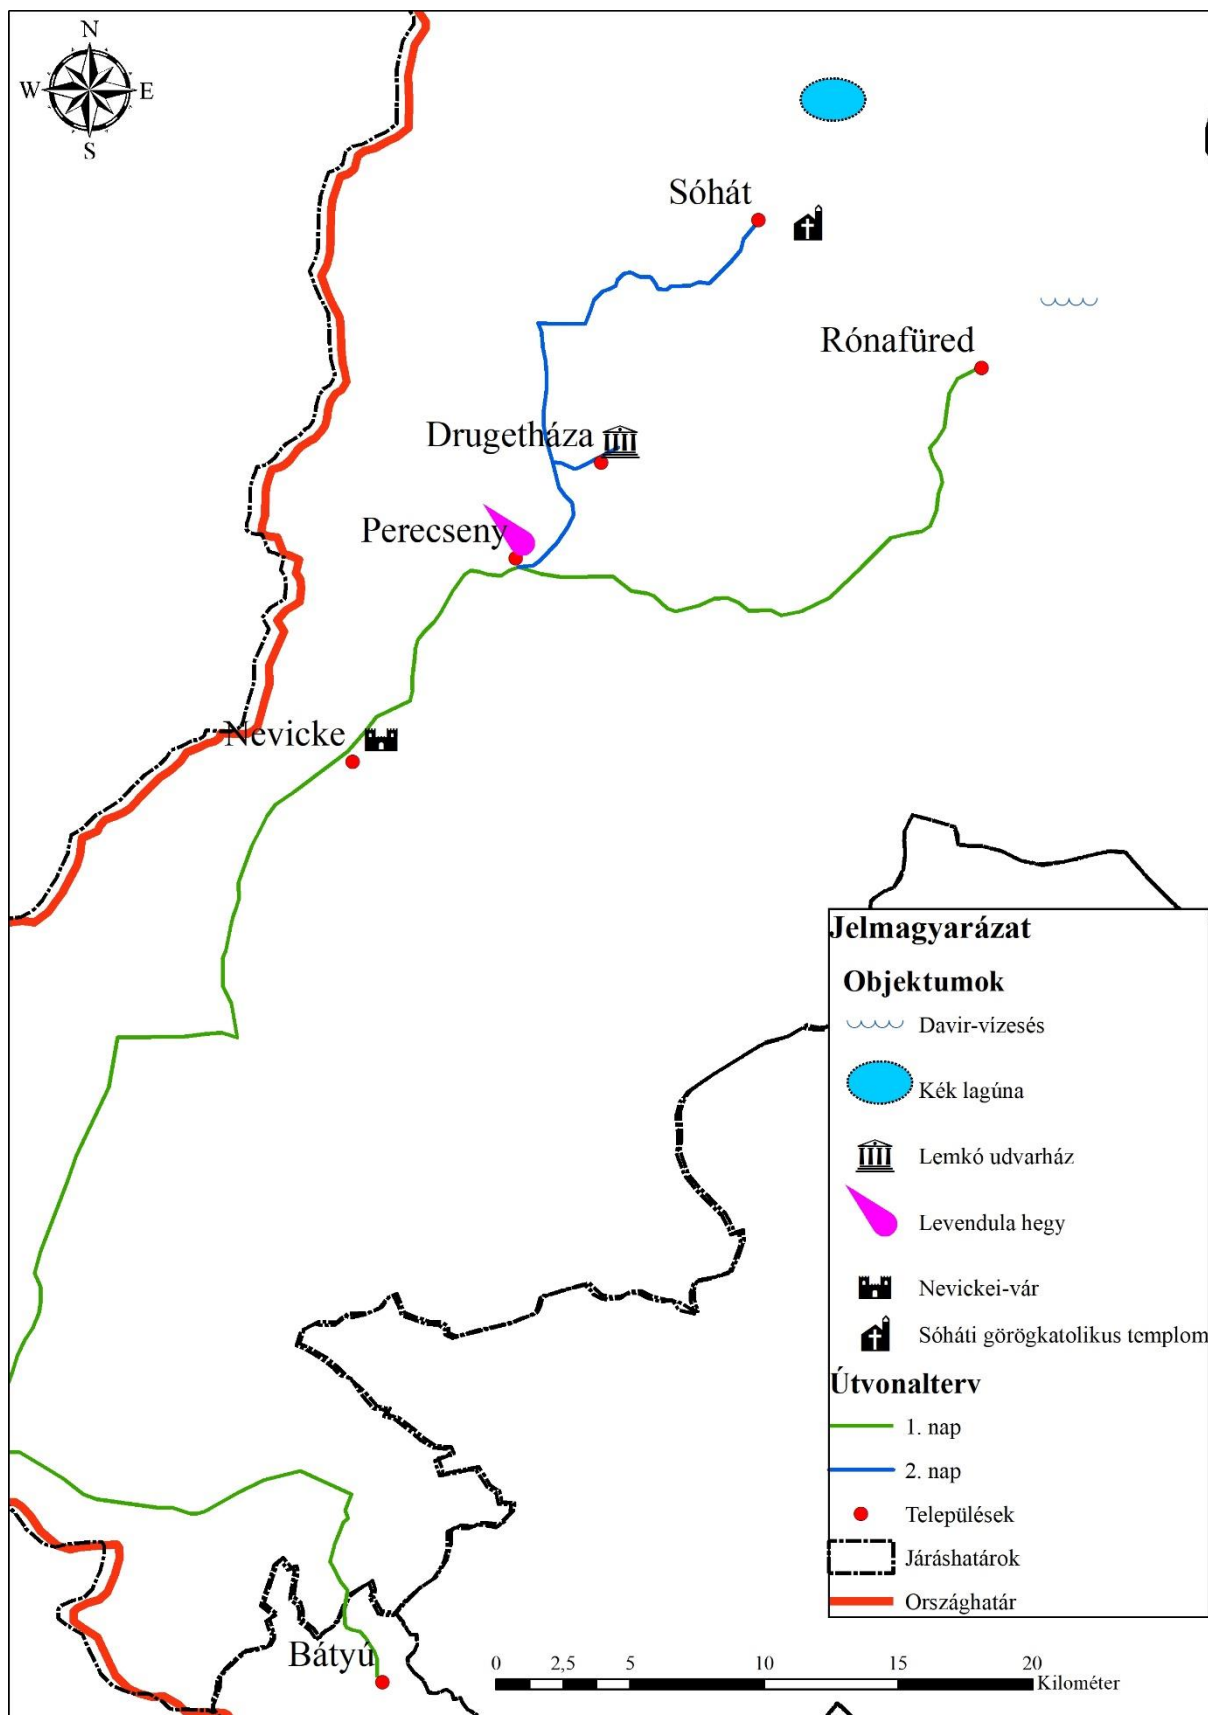 N
W E
S
Sóhát
Rónafüred
Drugetháza
Perecseny
Nevicke
Jelmagyarázat
Objektumok
Davir-vízesés
Kék lagúna
Lemkó udvarház
Levendula hegy
Nevickei-vár
Sóháti görögkatolikus templom
Útvonalterv
1. nap
2. nap
Települések
Járáshatárok
Országhatár
Bátyú
0 2,5 5 10 15 20
Kilométer